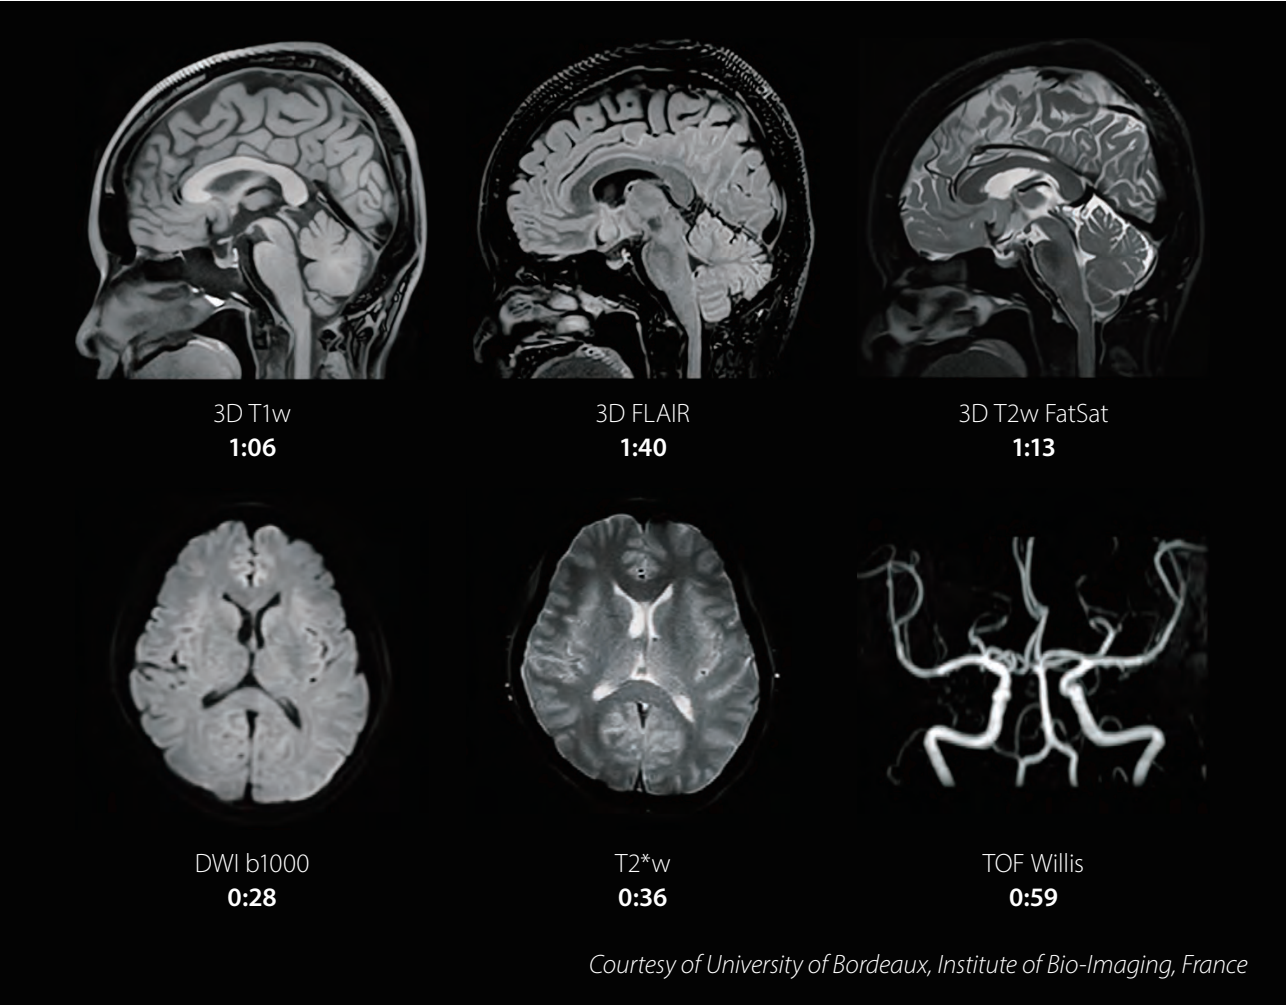 3D T1w
1:06
3D FLAIR
1:40
3D T2w FatSat
1:13
DWI b1000
0:28
T2*w
0:36
TOF Willis
0:59
Courtesy of University of Bordeaux, Institute of Bio-Imaging, France